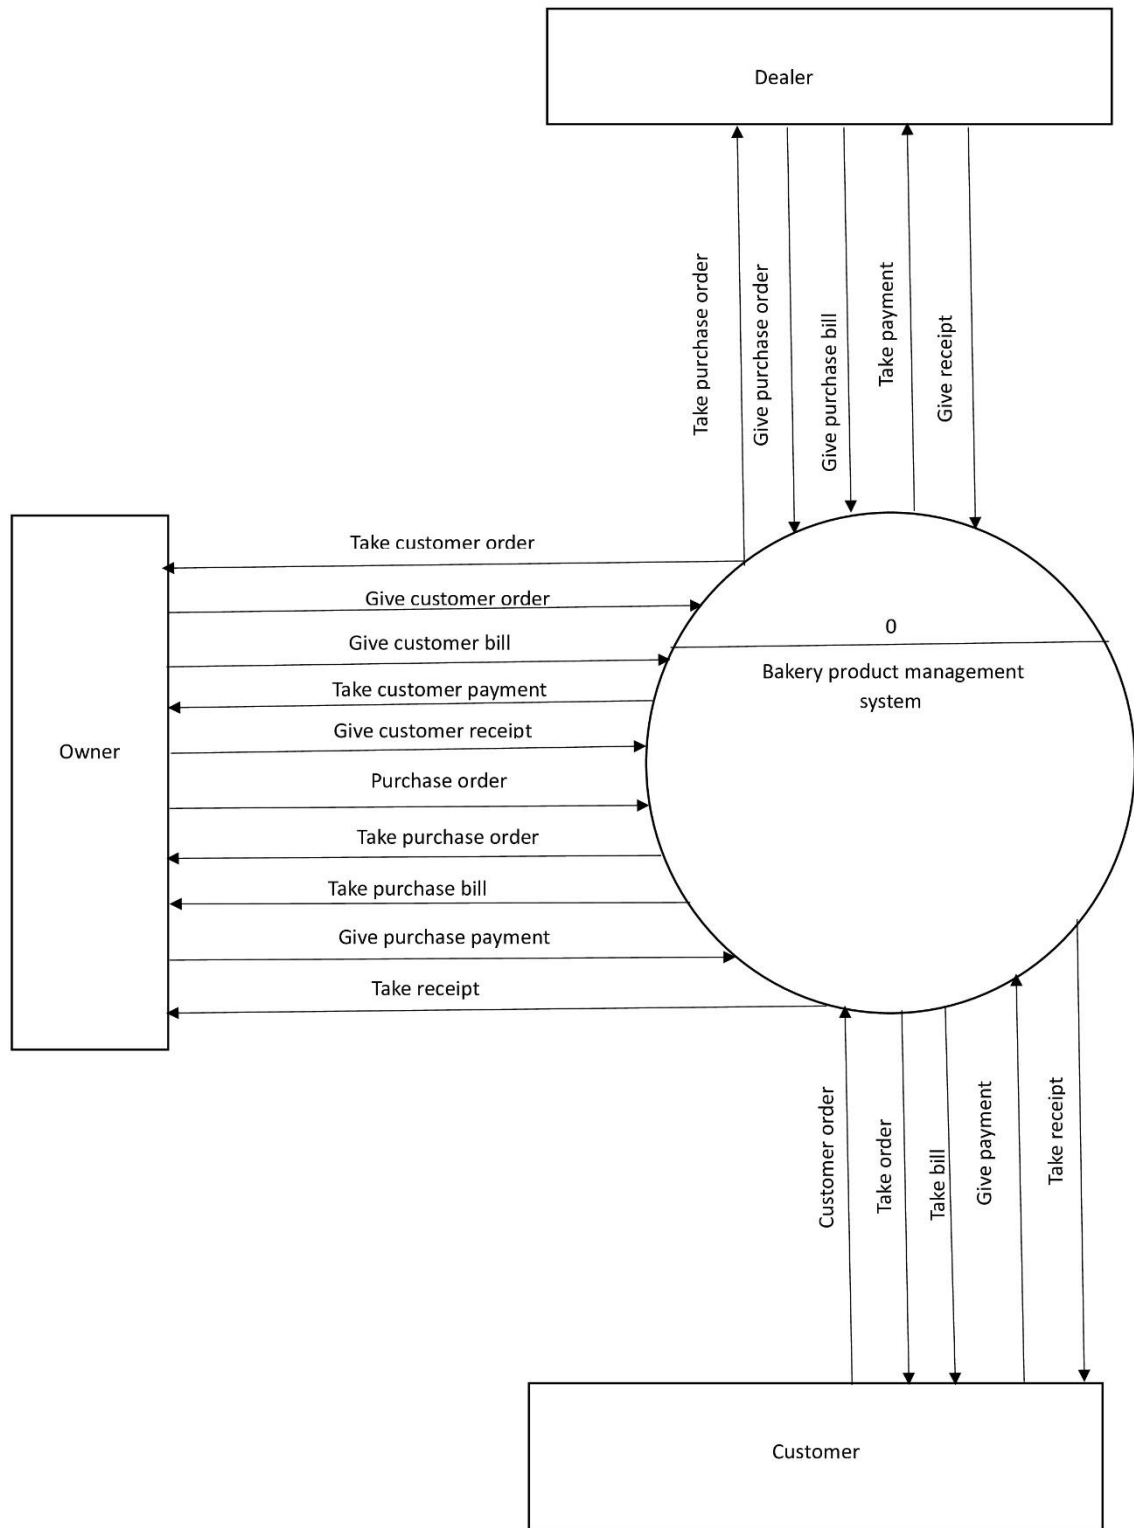 Dealer
Take purchase order
Give purchase order
Give purchase bill
Take payment
Give receipt
Take customer order
Give customer order
Give customer bill
Take customer payment
Give customer receipt
Purchase order
Take purchase order
Take purchase bill
Give purchase payment
Take receipt
Owner
0
Bakery product management
system
Customer order
Take order
Take bill
Give payment
Take receipt
Customer